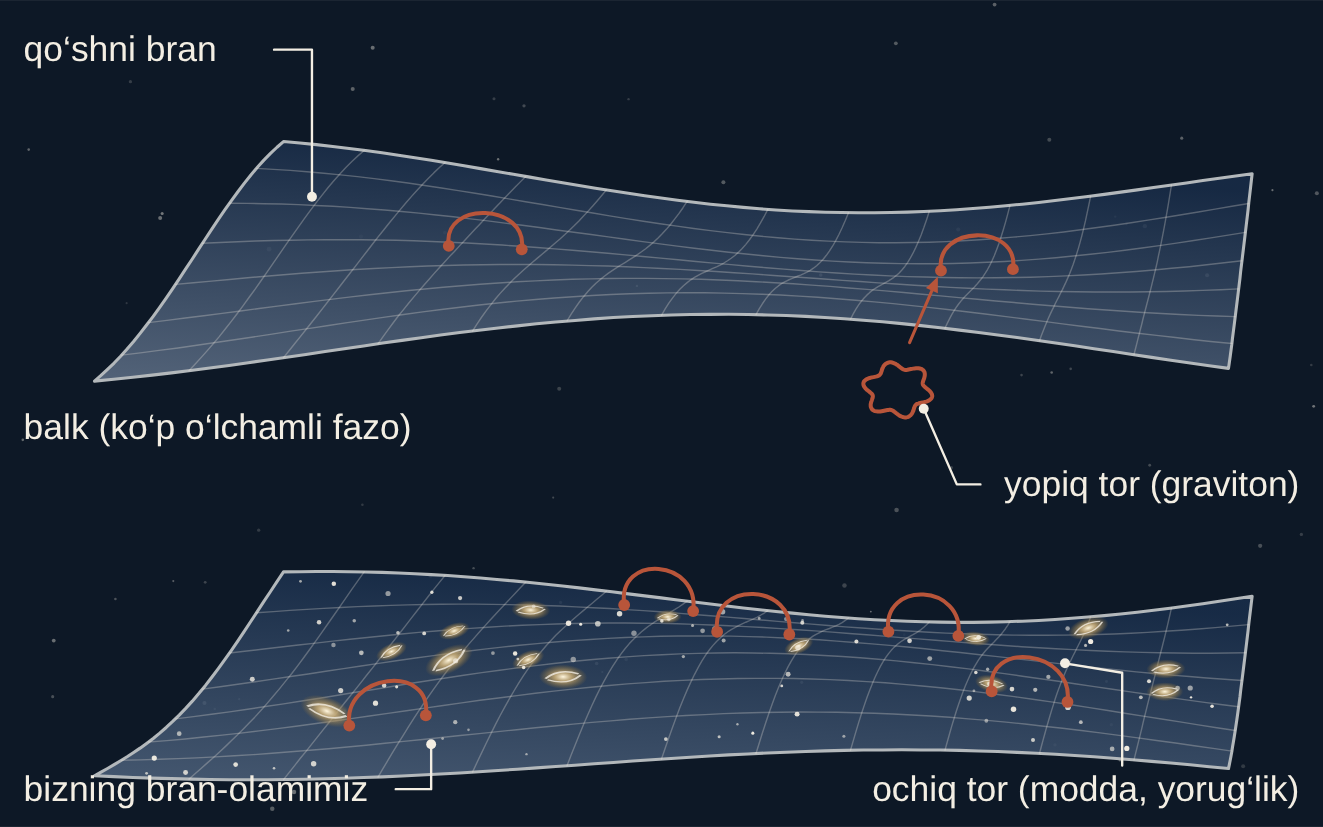 qo‘shni bran
balk (ko‘p o‘lchamli fazo)
yopiq tor (graviton)
bizning bran-olamimiz
ochiq tor (modda, yorug‘lik)